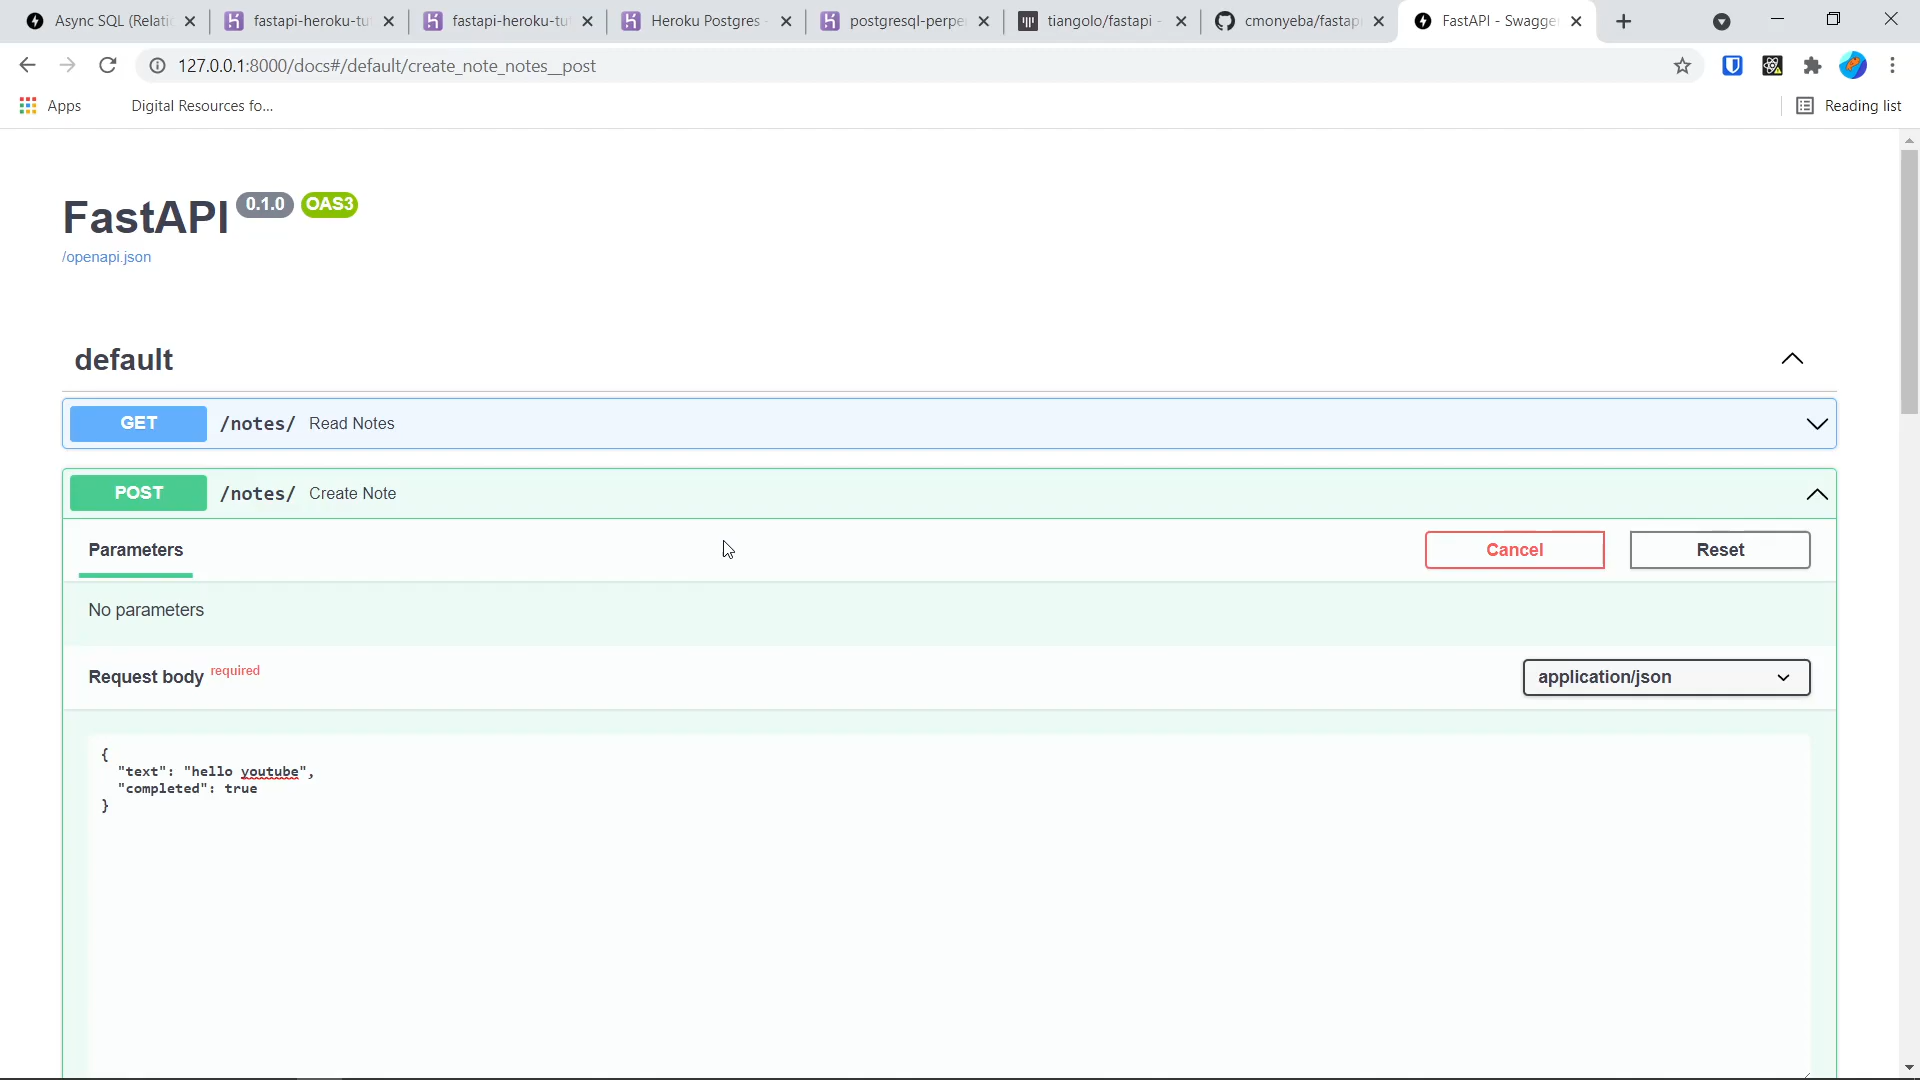 Async SQL (Relati
fastapi-heroku-tut
fastapi-heroku-tut
Heroku Postgres
postgresql-perpe
tiangolo/fastapi -
cmonyeba/fastapi
FastAPI - Swagge
127.0.0.1:8000/docs#/default/create_note_notes__post
Apps
Digital Resources fo...
Reading list
FastAPI 0.1.0 OAS3
/openapi.json
default
GET /notes/ Read Notes
POST /notes/ Create Note
Parameters
Cancel
Reset
No parameters
Request body required
application/json
{
"text": "hello youtube",
"completed": true
}